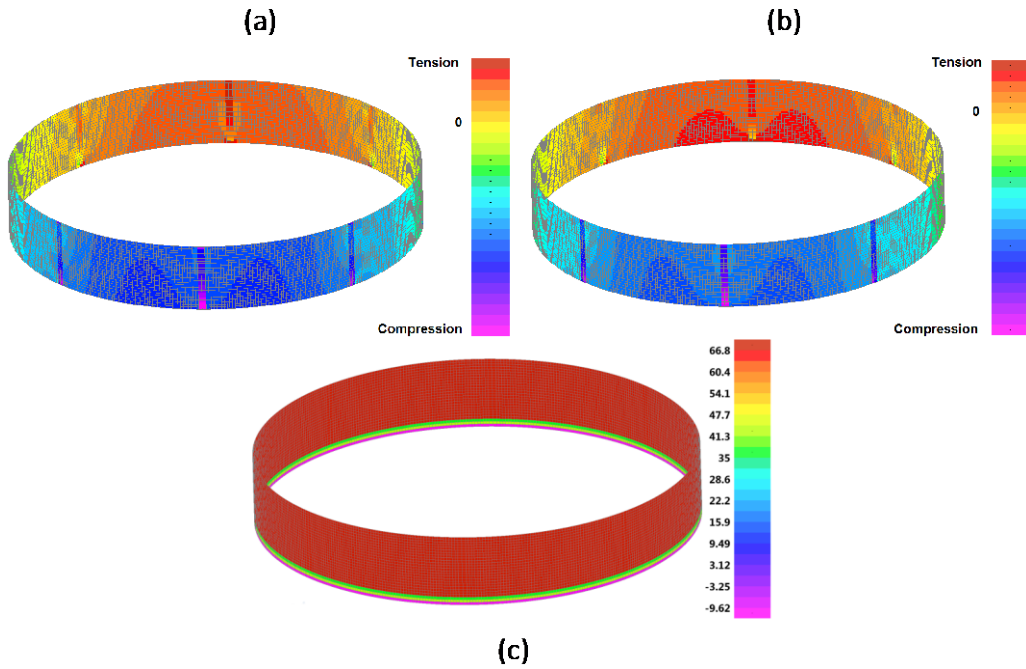 (a)
(b)
Tension
0
Compression
Tension
0
Compression
66.8
60.4
54.1
47.7
41.3
35
28.6
22.2
15.9
9.49
3.12
-3.25
-9.62
(c)